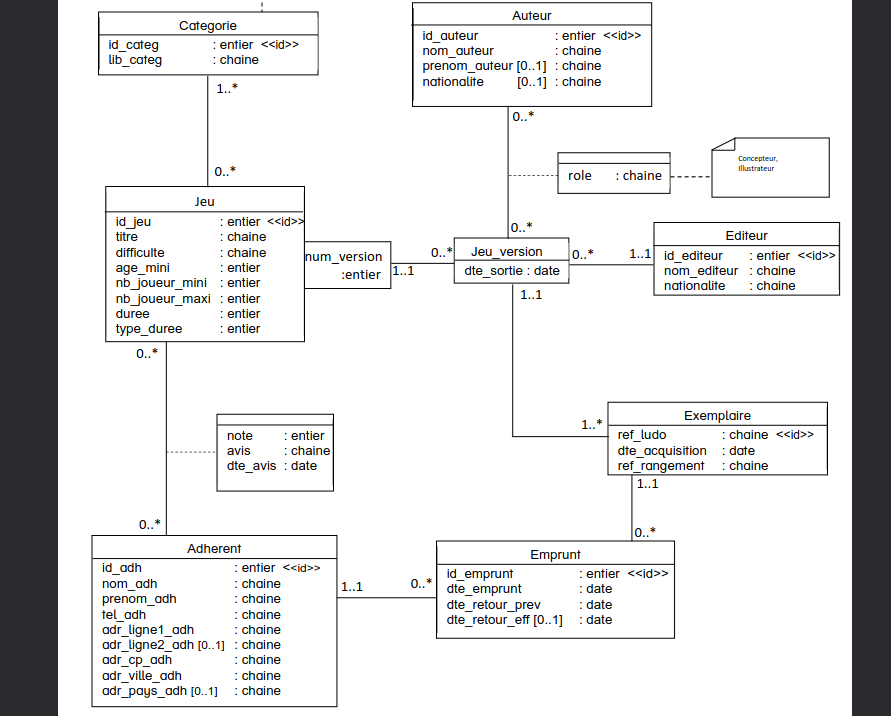 Categorie
id_categ : entier <<id>>
lib_categ : chaine
1..*
0..*
Auteur
id_auteur : entier <<id>>
nom_auteur : chaine
prenom_auteur [0..1] : chaine
nationalite [0..1] : chaine
0..*
role : chaine
Concepteur,
Illustrateur
0..*
Jeu
id_jeu : entier <<id>>
titre : chaine
difficulte : chaine
age_mini : entier
nb_joueur_mini : entier
nb_joueur_maxi : entier
duree : entier
type_duree : entier
num_version
:entier
1..1
0..*
Jeu_version
dte_sortie : date
0..*
1..1
Editeur
id_editeur : entier <<id>>
nom_editeur : chaine
nationalite : chaine
1..1
0..*
note : entier
avis : chaine
dte_avis : date
0..*
1..*
Exemplaire
ref_ludo : chaine <<id>>
dte_acquisition : date
ref_rangement : chaine
1..1
0..*
Adherent
id_adh : entier <<id>>
nom_adh : chaine
prenom_adh : chaine
tel_adh : chaine
adr_ligne1_adh : chaine
adr_ligne2_adh [0..1] : chaine
adr_cp_adh : chaine
adr_ville_adh : chaine
adr_pays_adh [0..1] : chaine
1..1
0..*
Emprunt
id_emprunt : entier <<id>>
dte_emprunt : date
dte_retour_prev : date
dte_retour_eff [0..1] : date